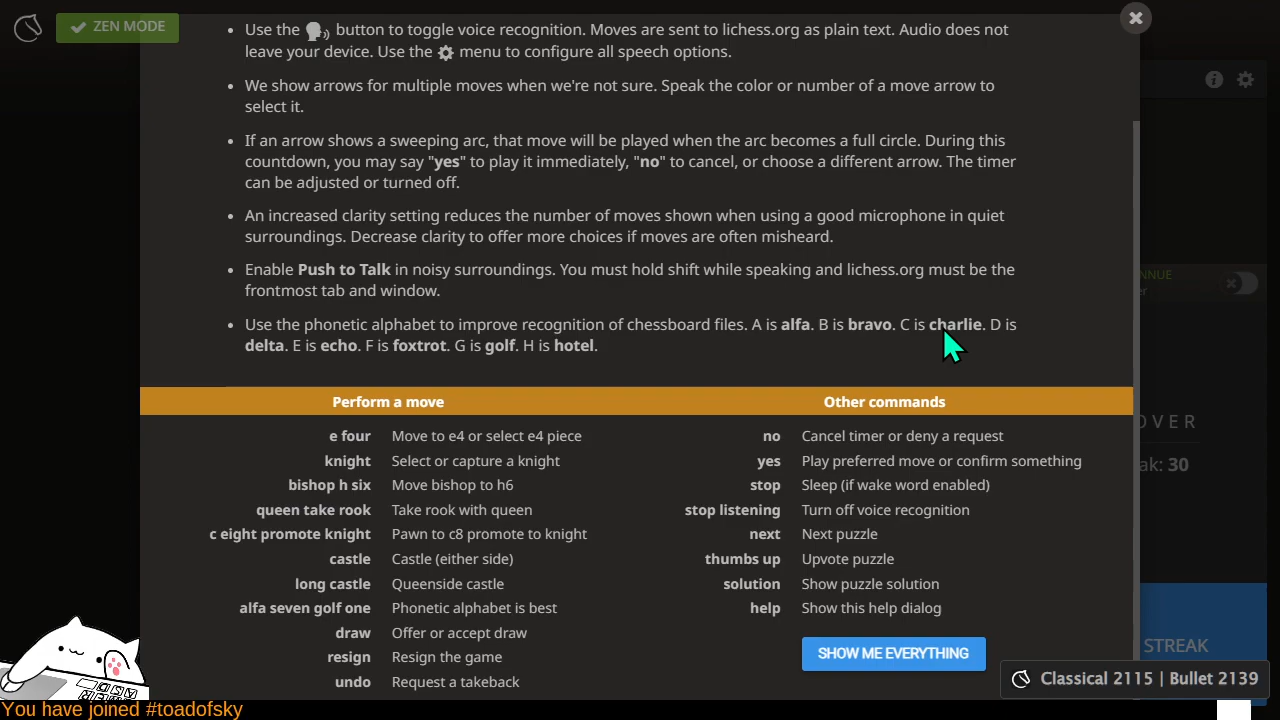 ZEN MODE
Use the button to toggle voice recognition. Moves are sent to lichess.org as plain text. Audio does not
leave your device. Use the menu to configure all speech options.
We show arrows for multiple moves when we're not sure. Speak the color or number of a move arrow to
select it.
If an arrow shows a sweeping arc, that move will be played when the arc becomes a full circle. During this
countdown, you may say "yes" to play it immediately, "no" to cancel, or choose a different arrow. The timer
can be adjusted or turned off.
An increased clarity setting reduces the number of moves shown when using a good microphone in quiet
surroundings. Decrease clarity to offer more choices if moves are often misheard.
Enable Push to Talk in noisy surroundings. You must hold shift while speaking and lichess.org must be the
frontmost tab and window.
Use the phonetic alphabet to improve recognition of chessboard files. A is alfa. B is bravo. C is charlie. D is
delta. E is echo. F is foxtrot. G is golf. H is hotel.
Perform a move
e four Move to e4 or select e4 piece
knight Select or capture a knight
bishop h six Move bishop to h6
queen take rook Take rook with queen
c eight promote knight Pawn to c8 promote to knight
castle Castle (either side)
long castle Queenside castle
alfa seven golf one Phonetic alphabet is best
draw Offer or accept draw
resign Resign the game
undo Request a takeback
Other commands
no Cancel timer or deny a request
yes Play preferred move or confirm something
stop Sleep (if wake word enabled)
stop listening Turn off voice recognition
next Next puzzle
thumbs up Upvote puzzle
solution Show puzzle solution
help Show this help dialog
SHOW ME EVERYTHING
NNUE
er
OVER
ak: 30
STREAK
Classical 2115 | Bullet 2139
You have joined #toadofsky